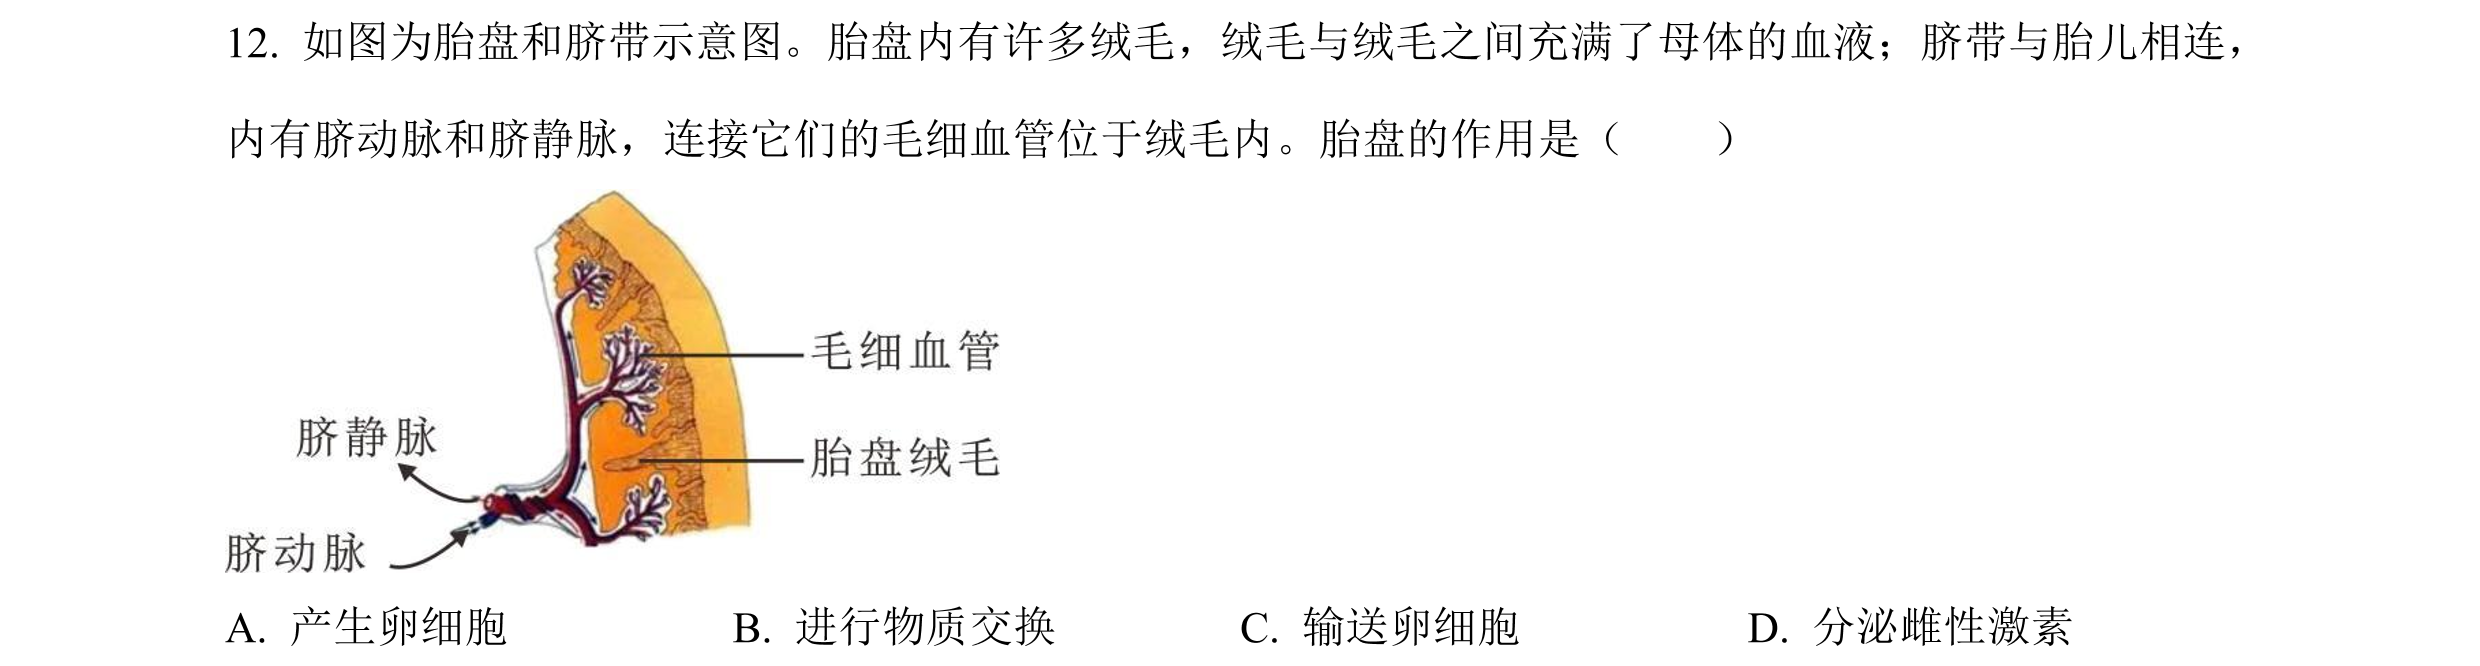 12. 如图为胎盘和脐带示意图。胎盘内有许多绒毛，绒毛与绒毛之间充满了母体的血液；脐带与胎儿相连，
内有脐动脉和脐静脉，连接它们的毛细血管位于绒毛内。胎盘的作用是（　　）
毛细血管
脐静脉
胎盘绒毛
脐动脉
A. 产生卵细胞 B. 进行物质交换 C. 输送卵细胞 D. 分泌雌性激素